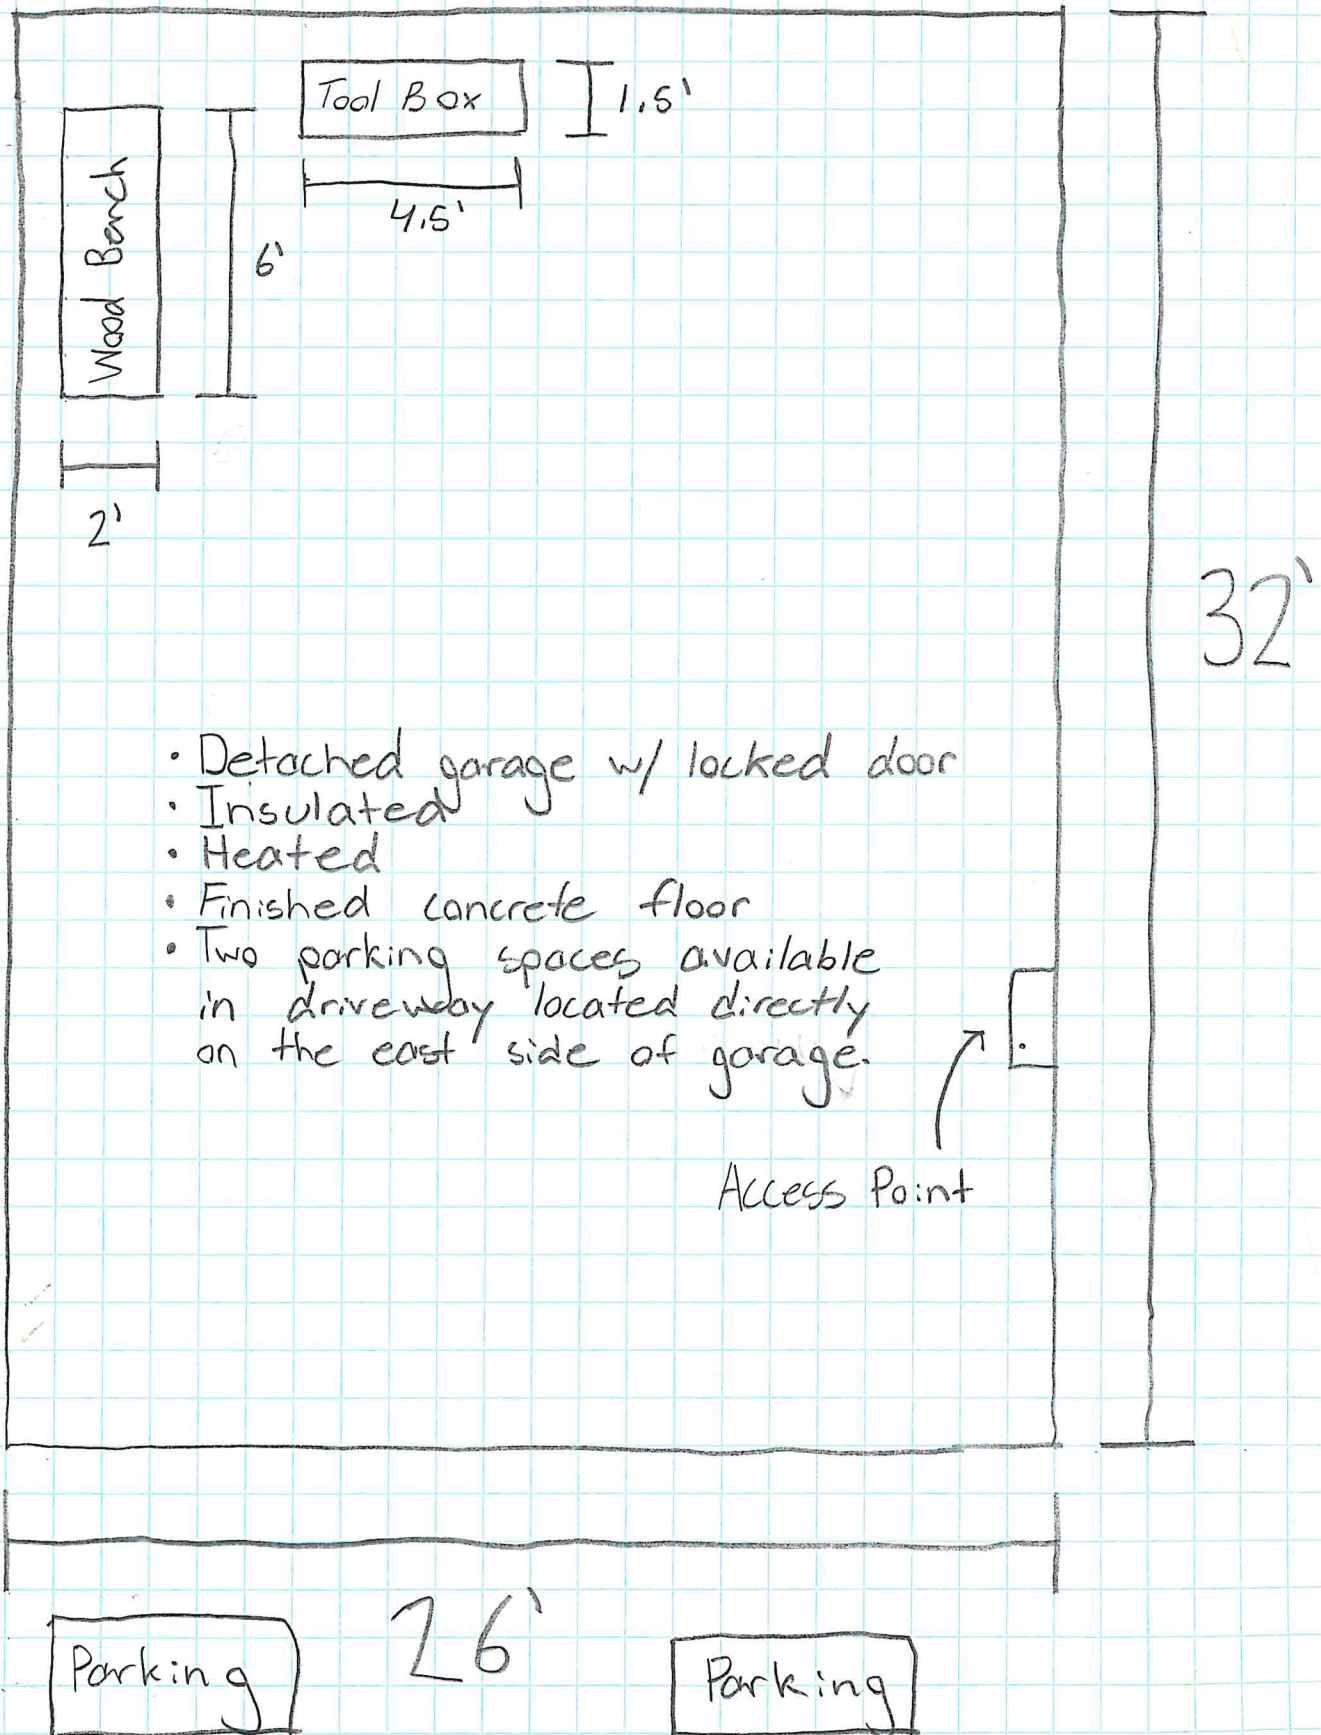 Tool Box
1.5'
4.5'
Wood Bench
6'
2'
32'
• Detached garage w/ locked door
• Insulated
• Heated
• Finished concrete floor
• Two parking spaces available
in driveway located directly
on the east side of garage.
Access Point
26'
Parking
Parking